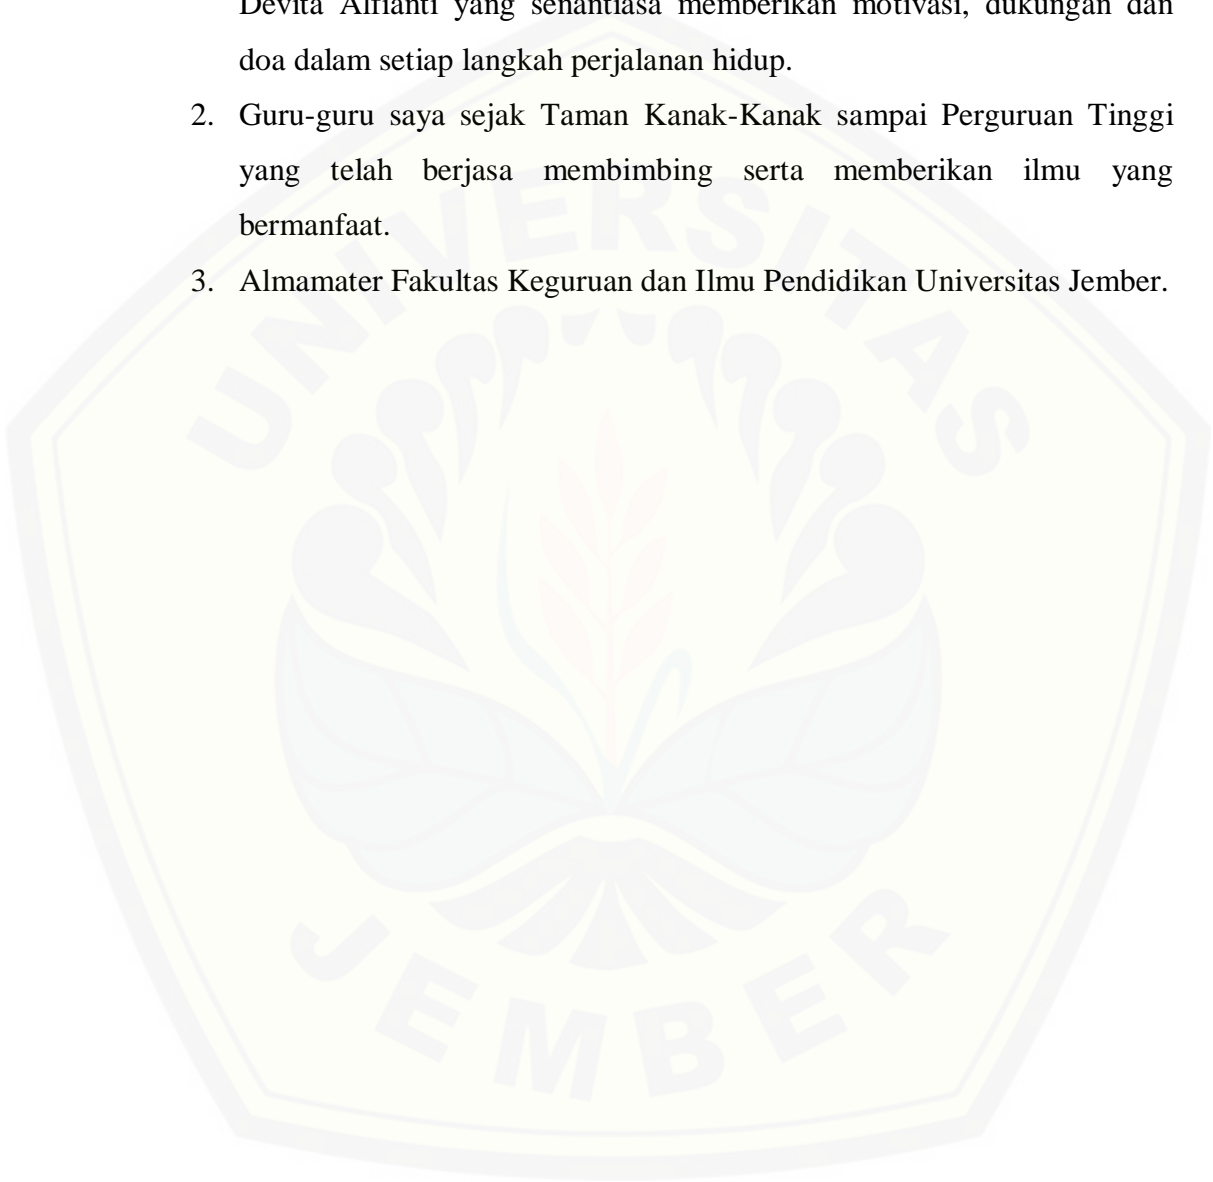 Devita Alfianti yang senantiasa memberikan motivasi, dukungan dan
doa dalam setiap langkah perjalanan hidup.
2. Guru-guru saya sejak Taman Kanak-Kanak sampai Perguruan Tinggi
yang telah berjasa membimbing serta memberikan ilmu yang
bermanfaat.
3. Almamater Fakultas Keguruan dan Ilmu Pendidikan Universitas Jember.
UNIVERSITAS
JEMBER